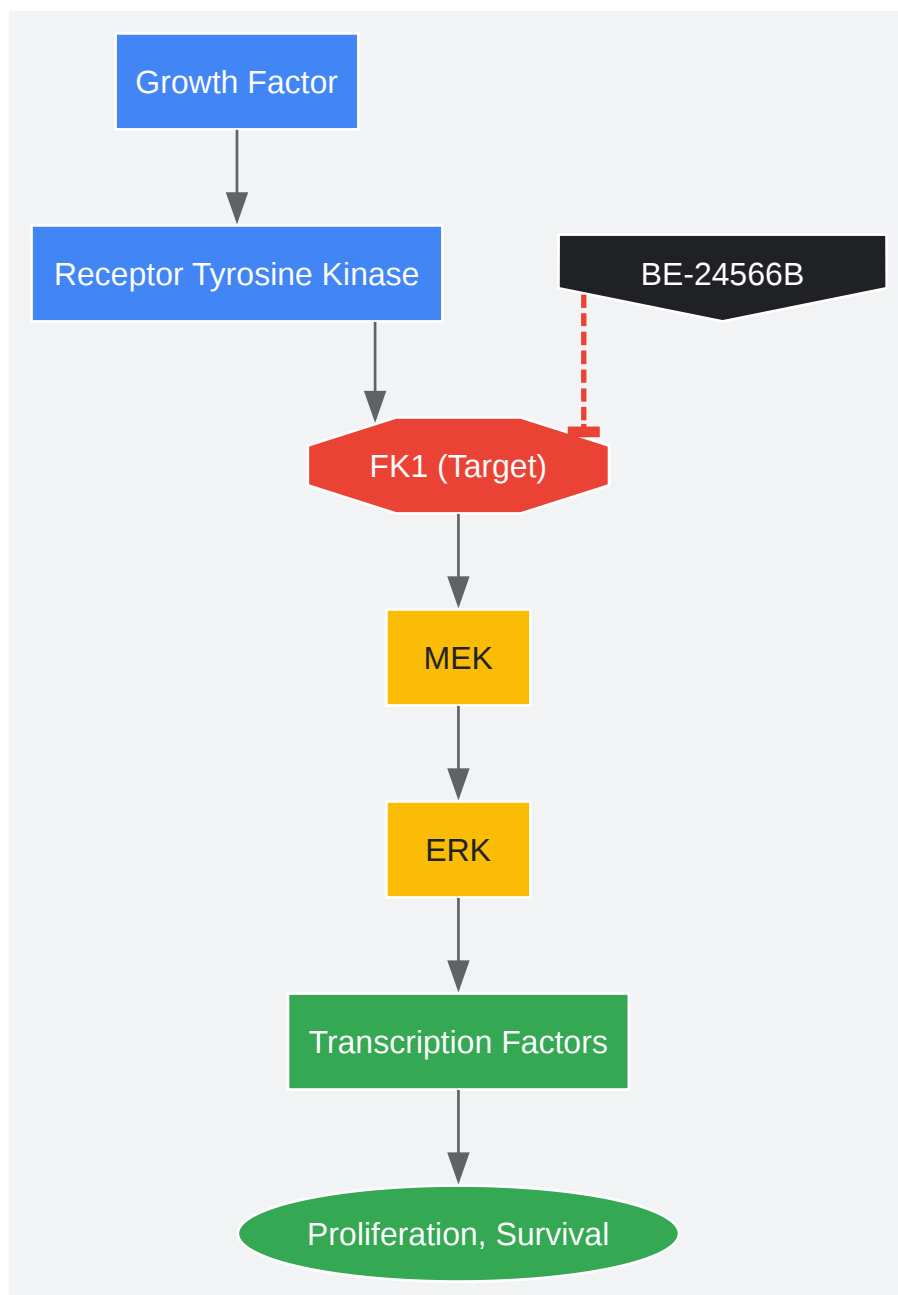 Growth Factor
Receptor Tyrosine Kinase
BE-24566B
FK1 (Target)
MEK
ERK
Transcription Factors
Proliferation, Survival